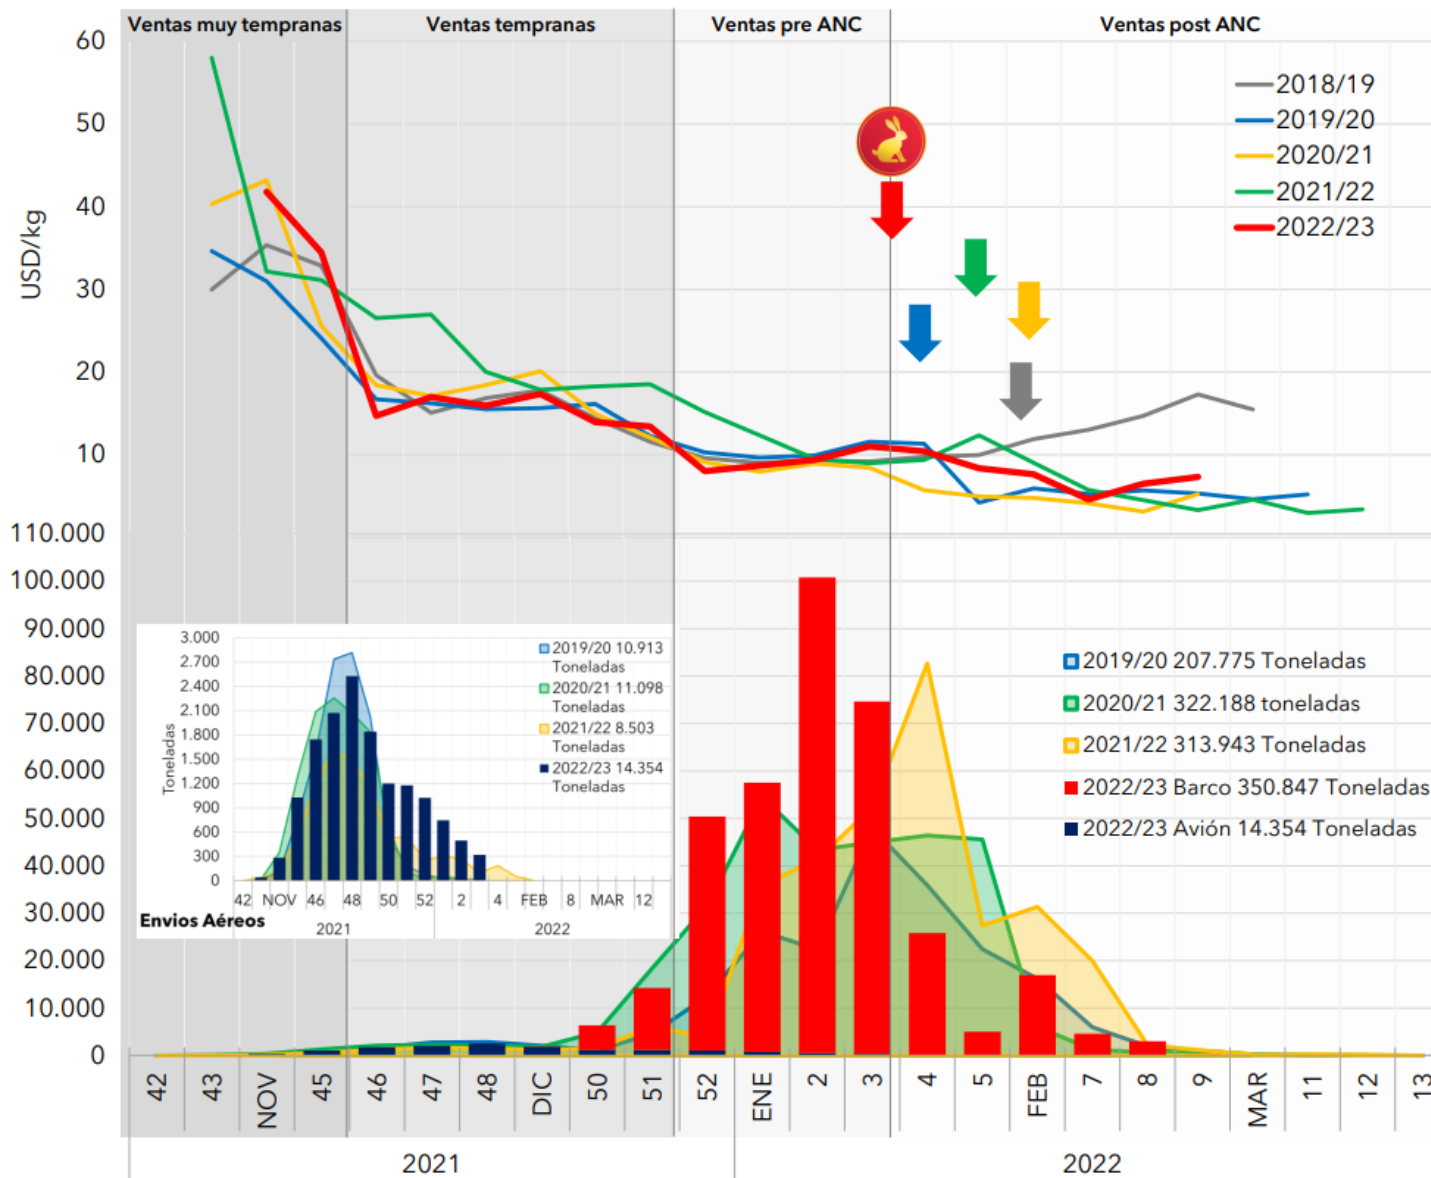 Ventas muy tempranas
Ventas tempranas
Ventas pre ANC
Ventas post ANC
60
50
40
30
20
10
USD/kg
2018/19
2019/20
2020/21
2021/22
2022/23
110.000
100.000
90.000
80.000
70.000
60.000
50.000
40.000
30.000
20.000
10.000
0
3.000
2.700
2.400
2.100
1.800
1.500
1.200
900
600
300
0
Toneladas
2019/20 10.913
Toneladas
2020/21 11.098
Toneladas
2021/22 8.503
Toneladas
2022/23 14.354
Toneladas
42 NOV 46 48 50 52 2 4 FEB 8 MAR 12
Envios Aéreos
2021 2022
2019/20 207.775 Toneladas
2020/21 322.188 toneladas
2021/22 313.943 Toneladas
2022/23 Barco 350.847 Toneladas
2022/23 Avión 14.354 Toneladas
42 43 NOV 45 46 47 48 DIC 50 51 52 ENE 2 3 4 5 FEB 7 8 9 MAR 11 12 13
2021 2022